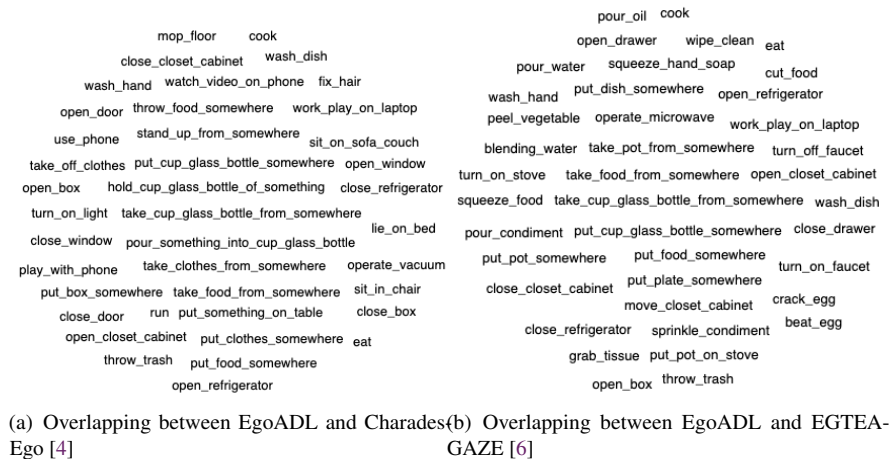 mop_floor cook
close_closet_cabinet wash_dish
wash_hand watch_video_on_phone fix_hair
open_door throw_food_somewhere work_play_on_laptop
use_phone stand_up_from_somewhere sit_on_sofa_couch
take_off_clothes put_cup_glass_bottle_somewhere open_window
open_box hold_cup_glass_bottle_of_something close_refrigerator
turn_on_light take_cup_glass_bottle_from_somewhere
lie_on_bed
close_window pour_something_into_cup_glass_bottle
play_with_phone take_clothes_from_somewhere operate_vacuum
put_box_somewhere take_food_from_somewhere sit_in_chair
close_door run put_something_on_table close_box
open_closet_cabinet put_clothes_somewhere eat
throw_trash put_food_somewhere
open_refrigerator
(a) Overlapping between EgoADL and Charades-
Ego [4]
pour_oil cook
open_drawer wipe_clean eat
pour_water squeeze_hand_soap cut_food
wash_hand put_dish_somewhere open_refrigerator
peel_vegetable operate_microwave work_play_on_laptop
blending_water take_pot_from_somewhere turn_off_faucet
turn_on_stove take_food_from_somewhere open_closet_cabinet
squeeze_food take_cup_glass_bottle_from_somewhere wash_dish
pour_condiment put_cup_glass_bottle_somewhere close_drawer
put_pot_somewhere put_food_somewhere turn_on_faucet
close_closet_cabinet put_plate_somewhere
move_closet_cabinet crack_egg
close_refrigerator sprinkle_condiment beat_egg
grab_tissue put_pot_on_stove
open_box throw_trash
(b) Overlapping between EgoADL and EGTEA-
GAZE [6]